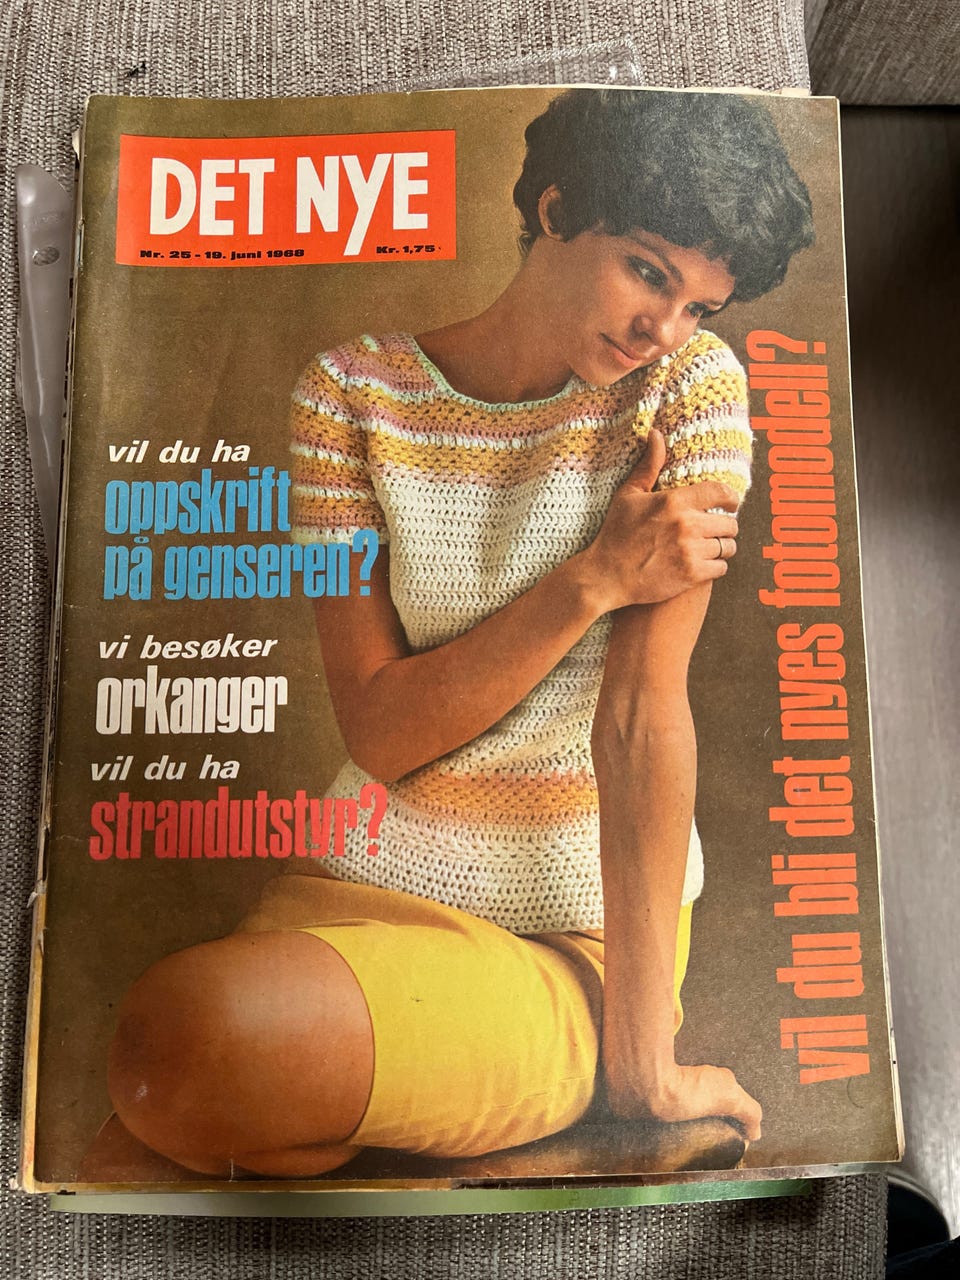 DET NYE
Nr. 25 - 19. juni 1968 Kr. 1,75
vil du ha
oppskrift
på genseren?
vi besøker
orkanger
vil du ha
strandutstyr?
vil du bli det nyes fotomodell?